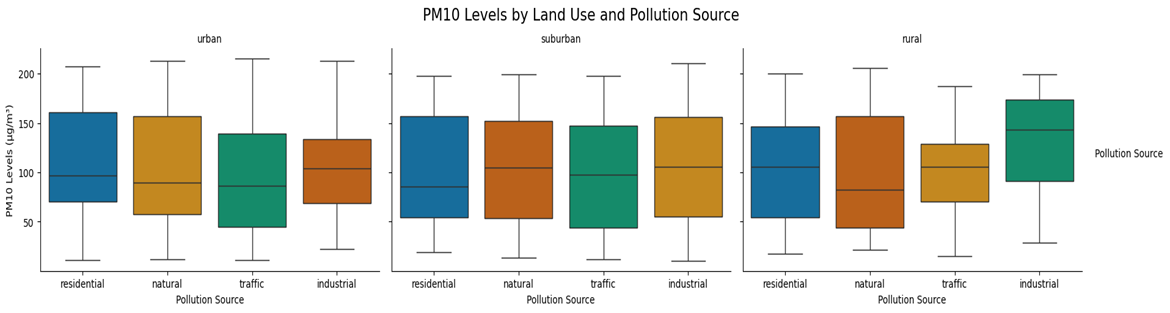 PM10 Levels by Land Use and Pollution Source
urban
suburban
rural
PM10 Levels (µg/m³)
200
150
100
50
residential natural traffic industrial
residential natural traffic industrial
residential natural traffic industrial
Pollution Source
Pollution Source
Pollution Source
Pollution Source